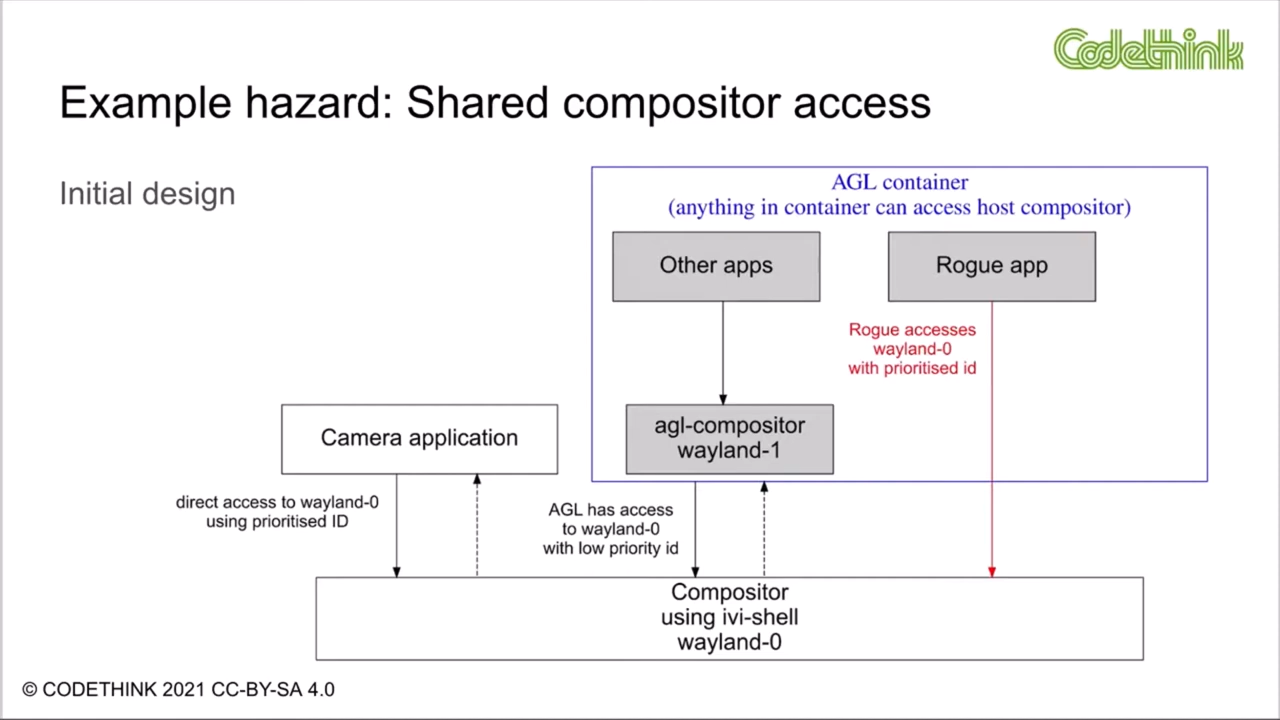 Codethink
Example hazard: Shared compositor access
Initial design
AGL container
(anything in container can access host compositor)
Other apps
Rogue app
Rogue accesses
wayland-0
with prioritised id
agl-compositor
wayland-1
Camera application
direct access to wayland-0
using prioritised ID
AGL has access
to wayland-0
with low priority id
Compositor
using ivi-shell
wayland-0
© CODETHINK 2021 CC-BY-SA 4.0